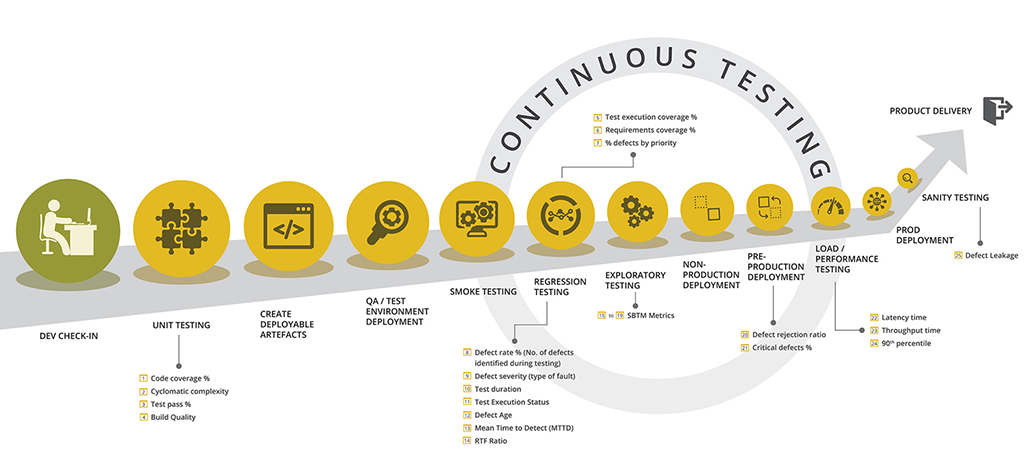 CONTINUOUS TESTING
PRODUCT DELIVERY
5 Test execution coverage %
6 Requirements coverage %
7 % defects by priority
</>
DEV CHECK-IN
UNIT TESTING
1 Code coverage %
2 Cyclomatic complexity
3 Test pass %
4 Build Quality
CREATE
DEPLOYABLE
ARTEFACTS
QA / TEST
ENVIRONMENT
DEPLOYMENT
SMOKE TESTING
REGRESSION
TESTING
8 Defect rate % (No. of defects
identified during testing)
9 Defect severity (type of fault)
10 Test duration
11 Test Execution Status
12 Defect Age
13 Mean Time to Detect (MTTD)
14 RTF Ratio
EXPLORATORY
TESTING
15 to 19 SBTM Metrics
NON-
PRODUCTION
DEPLOYMENT
PRE-
PRODUCTION
DEPLOYMENT
20 Defect rejection ratio
21 Critical defects %
LOAD /
PERFORMANCE
TESTING
22 Latency time
23 Throughput time
24 90th percentile
PROD
DEPLOYMENT
SANITY TESTING
25 Defect Leakage